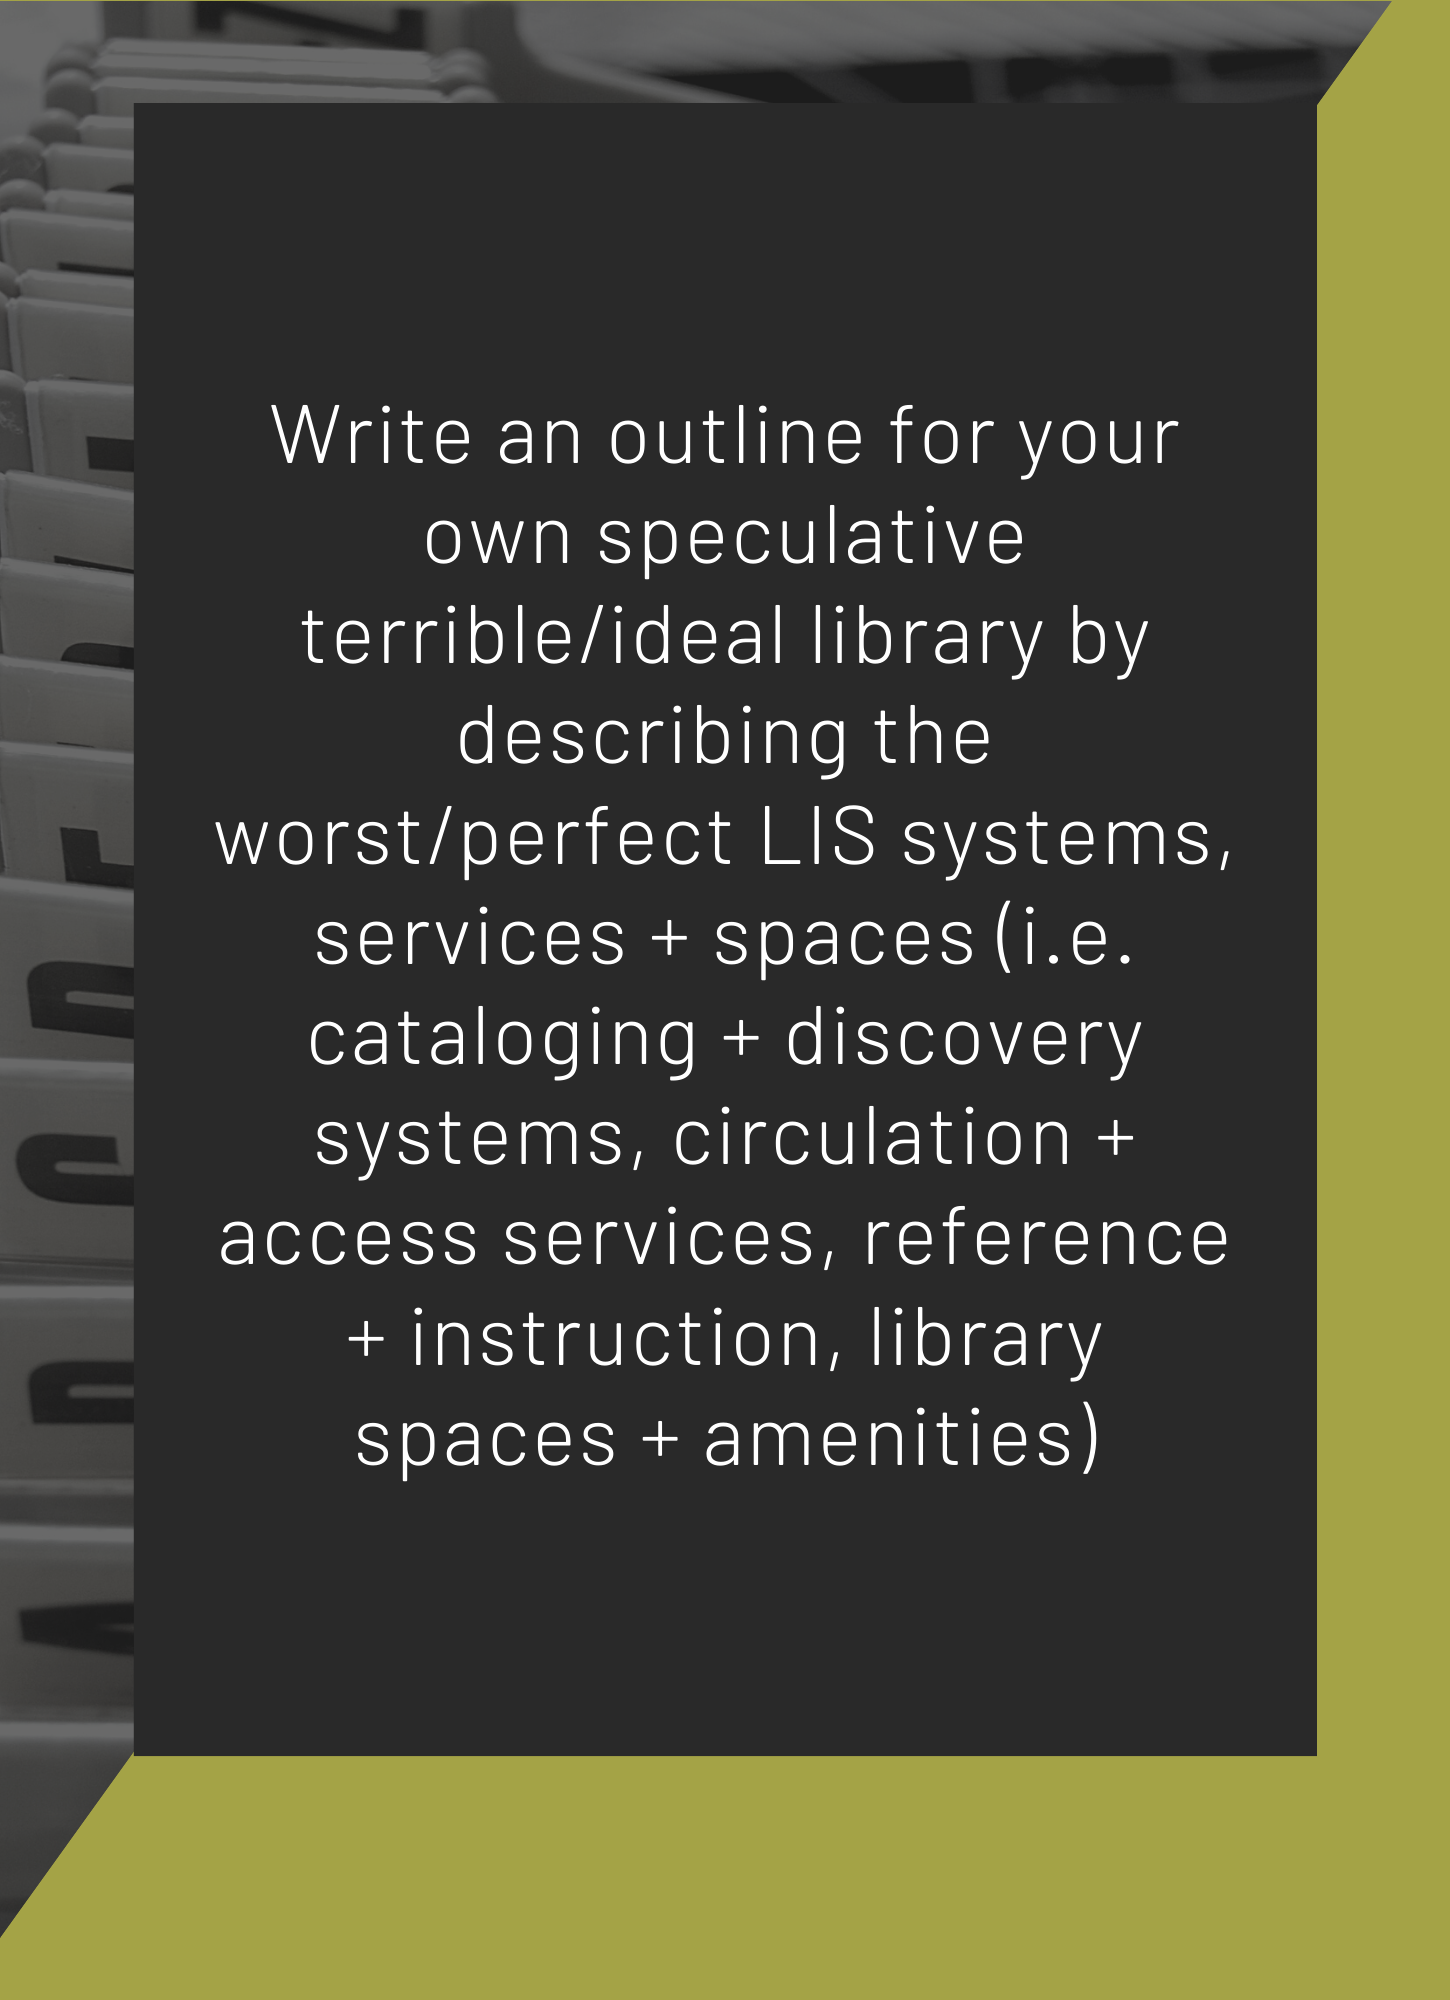 Write an outline for your
own speculative
terrible/ideal library by
describing the
worst/perfect LIS systems,
services + spaces (i.e.
cataloging + discovery
systems, circulation +
access services, reference
+ instruction, library
spaces + amenities)